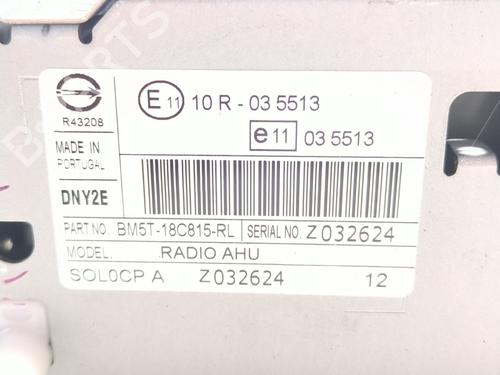 E 11 10 R - 03 5513
R43208
e 11 03 5513
MADE IN
PORTUGAL
DNY2E
PART NO. BM5T-18C815-RL SERIAL NO. Z032624
MODEL. RADIO AHU
SOL0CP A Z032624 12